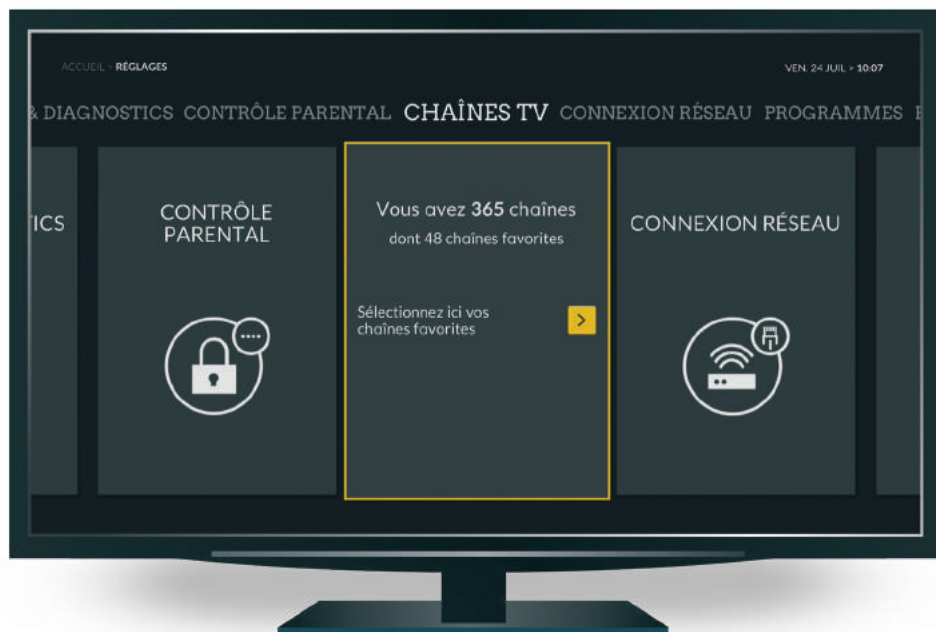 ACCUEIL > RÉGLAGES
VEN. 24 JUIL > 10:07
& DIAGNOSTICS CONTRÔLE PARENTAL CHAÎNES TV CONNEXION RÉSEAU PROGRAMMES
ICS
CONTRÔLE
PARENTAL
Vous avez 365 chaînes
dont 48 chaînes favorites
Sélectionnez ici vos
chaînes favorites
CONNEXION RÉSEAU